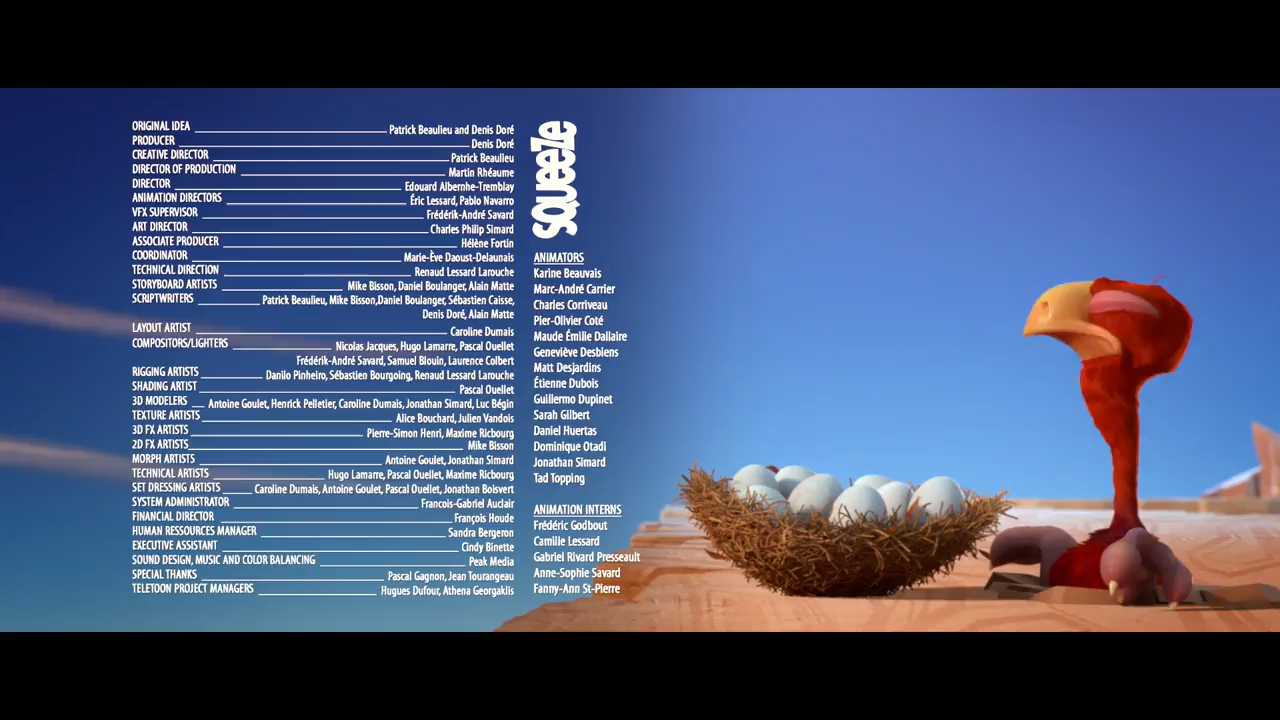 ORIGINAL IDEA Patrick Beaulieu and Denis Doré
PRODUCER Denis Doré
CREATIVE DIRECTOR Patrick Beaulieu
DIRECTOR OF PRODUCTION Martin Rhéaume
DIRECTOR Edouard Albernhe-Tremblay
ANIMATION DIRECTORS Éric Lessard, Pablo Navarro
VFX SUPERVISOR Frédérik-André Savard
ART DIRECTOR Charles Philip Simard
ASSOCIATE PRODUCER Hélène Fortin
COORDINATOR Marie-Ève Daoust-Delaunais
TECHNICAL DIRECTION Renaud Lessard Larouche
STORYBOARD ARTISTS Mike Bisson, Daniel Boulanger, Alain Matte
SCRIPTWRITERS Patrick Beaulieu, Mike Bisson,Daniel Boulanger, Sébastien Caisse,
Denis Doré, Alain Matte
LAYOUT ARTIST Caroline Dumais
COMPOSITORS/LIGHTERS Nicolas Jacques, Hugo Lamarre, Pascal Ouellet
Frédérik-André Savard, Samuel Blouin, Laurence Colbert
RIGGING ARTISTS Danilo Pinheiro, Sébastien Bourgoing, Renaud Lessard Larouche
SHADING ARTIST Pascal Ouellet
3D MODELERS Antoine Goulet, Henrick Pelletier, Caroline Dumais, Jonathan Simard, Luc Bégin
TEXTURE ARTISTS Alice Bouchard, Julien Vandois
3D FX ARTISTS Pierre-Simon Henri, Maxime Ricbourg
2D FX ARTISTS Mike Bisson
MORPH ARTISTS Antoine Goulet, Jonathan Simard
TECHNICAL ARTISTS Hugo Lamarre, Pascal Ouellet, Maxime Ricbourg
SET DRESSING ARTISTS Caroline Dumais, Antoine Goulet, Pascal Ouellet, Jonathan Boisvert
SYSTEM ADMINISTRATOR Francois-Gabriel Auclair
FINANCIAL DIRECTOR François Houde
HUMAN RESSOURCES MANAGER Sandra Bergeron
EXECUTIVE ASSISTANT Cindy Binette
SOUND DESIGN, MUSIC AND COLOR BALANCING Peak Media
SPECIAL THANKS Pascal Gagnon, Jean Tourangeau
TELETOON PROJECT MANAGERS Hugues Dufour, Athena Georgaklis
squeeze
ANIMATORS
Karine Beauvais
Marc-André Carrier
Charles Corriveau
Pier-Olivier Coté
Maude Émilie Dallaire
Geneviève Desbiens
Matt Desjardins
Étienne Dubois
Guillermo Dupinet
Sarah Gilbert
Daniel Huertas
Dominique Otadi
Jonathan Simard
Tad Topping
ANIMATION INTERNS
Frédéric Godbout
Camille Lessard
Gabriel Rivard Presseault
Anne-Sophie Savard
Fanny-Ann St-Pierre